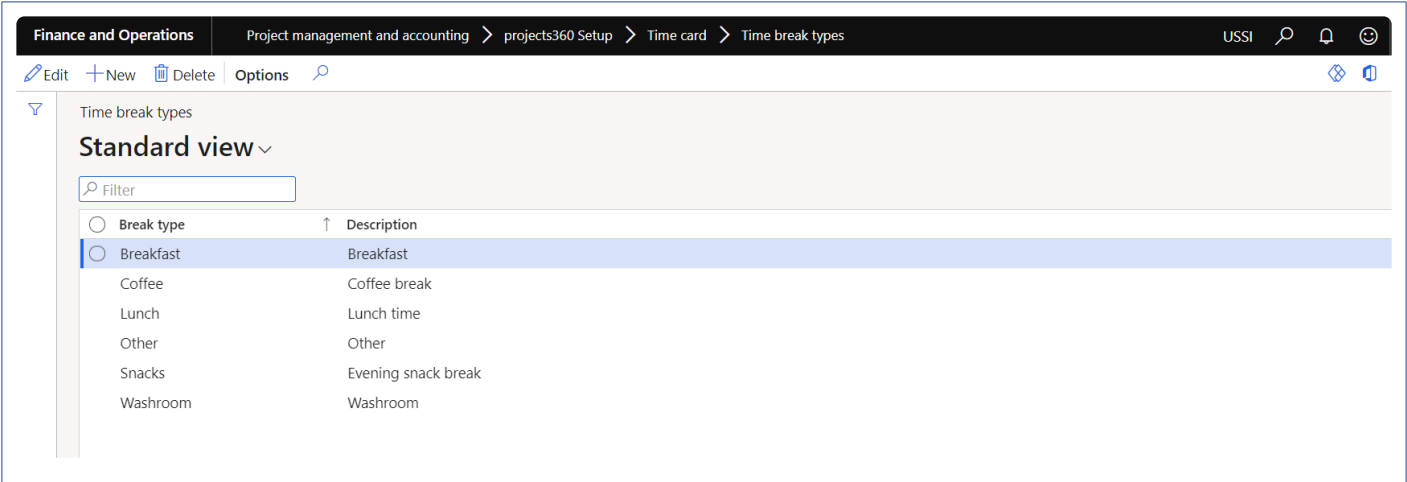 Finance and Operations Project management and accounting projects360 Setup Time card Time break types USSI
Edit New Delete Options
Time break types
Standard view
Filter
Break type Description
Breakfast Breakfast
Coffee Coffee break
Lunch Lunch time
Other Other
Snacks Evening snack break
Washroom Washroom